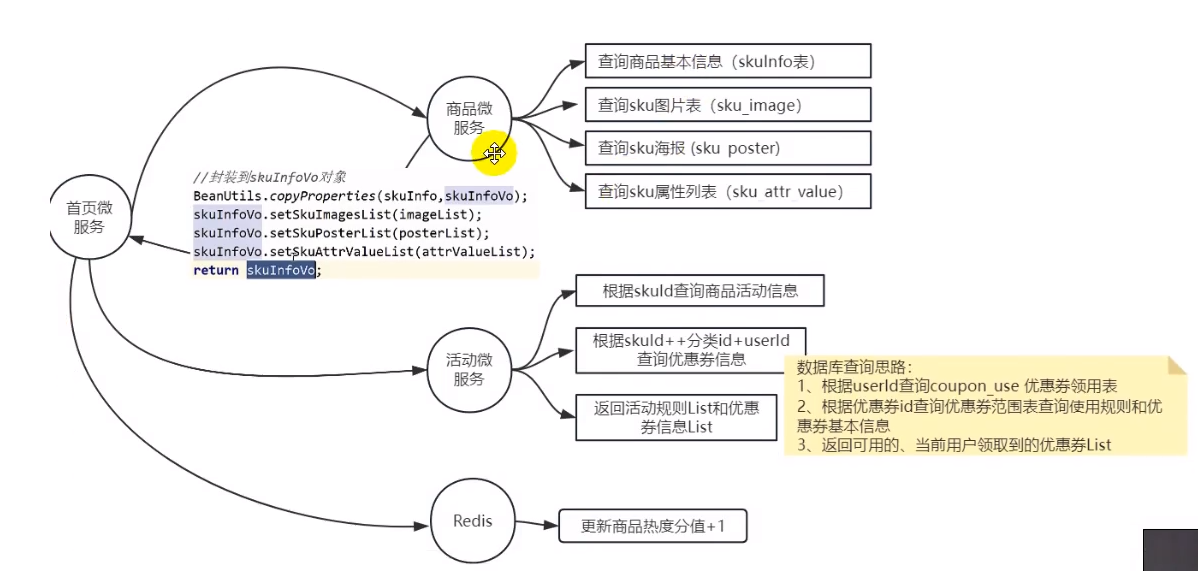 查询商品基本信息（skuInfo表）
商品微
服务
查询sku图片表（sku_image）
查询sku海报 (sku poster)
查询sku属性列表（sku_attr_value）
首页微
服务
//封装到skuInfoVo对象
BeanUtils.copyProperties(skuInfo,skuInfoVo);
skuInfoVo.setSkuImagesList(imageList);
skuInfoVo.setSkuPosterList(posterList);
skuInfoVo.setSkuAttrValueList(attrValueList);
return skuInfoVo;
根据skuId查询商品活动信息
活动微
服务
根据skuId++分类id+userId
查询优惠券信息
返回活动规则List和优惠
券信息List
数据库查询思路：
1、根据userId查询coupon_use 优惠券领用表
2、根据优惠券id查询优惠券范围表查询使用规则和优
惠券基本信息
3、返回可用的、当前用户领取到的优惠券List
Redis
更新商品热度分值+1